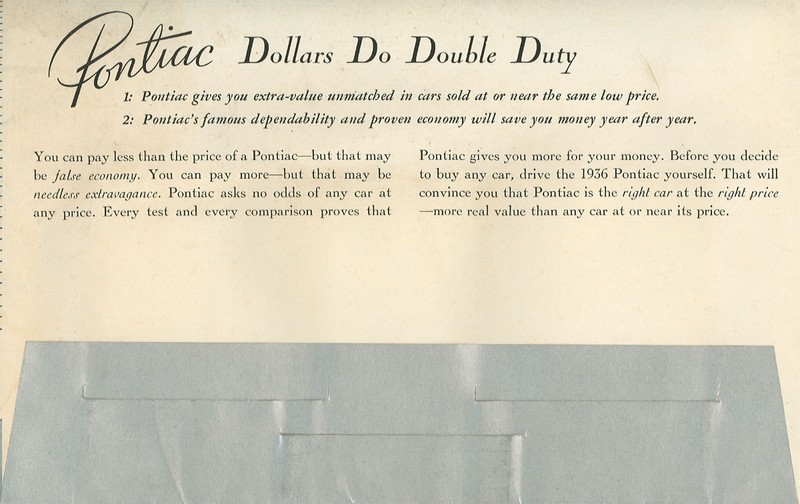 Pontiac Dollars Do Double Duty
1: Pontiac gives you extra-value unmatched in cars sold at or near the same low price.
2: Pontiac's famous dependability and proven economy will save you money year after year.
You can pay less than the price of a Pontiac—but that may
be false economy. You can pay more—but that may be
needless extravagance. Pontiac asks no odds of any car at
any price. Every test and every comparison proves that
Pontiac gives you more for your money. Before you decide
to buy any car, drive the 1936 Pontiac yourself. That will
convince you that Pontiac is the right car at the right price
—more real value than any car at or near its price.